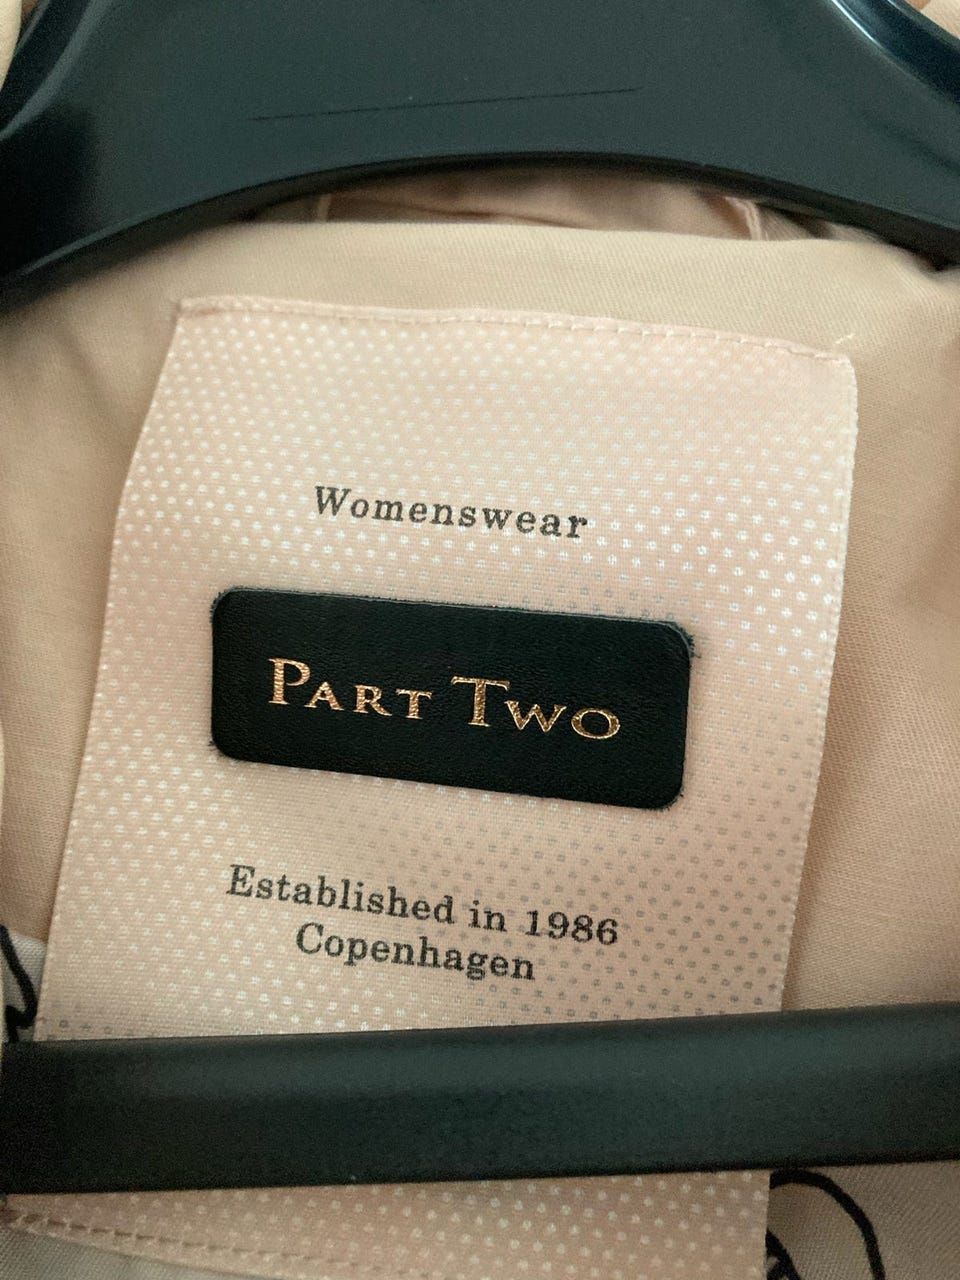 Womenswear
PART TWO
Established in 1986
Copenhagen